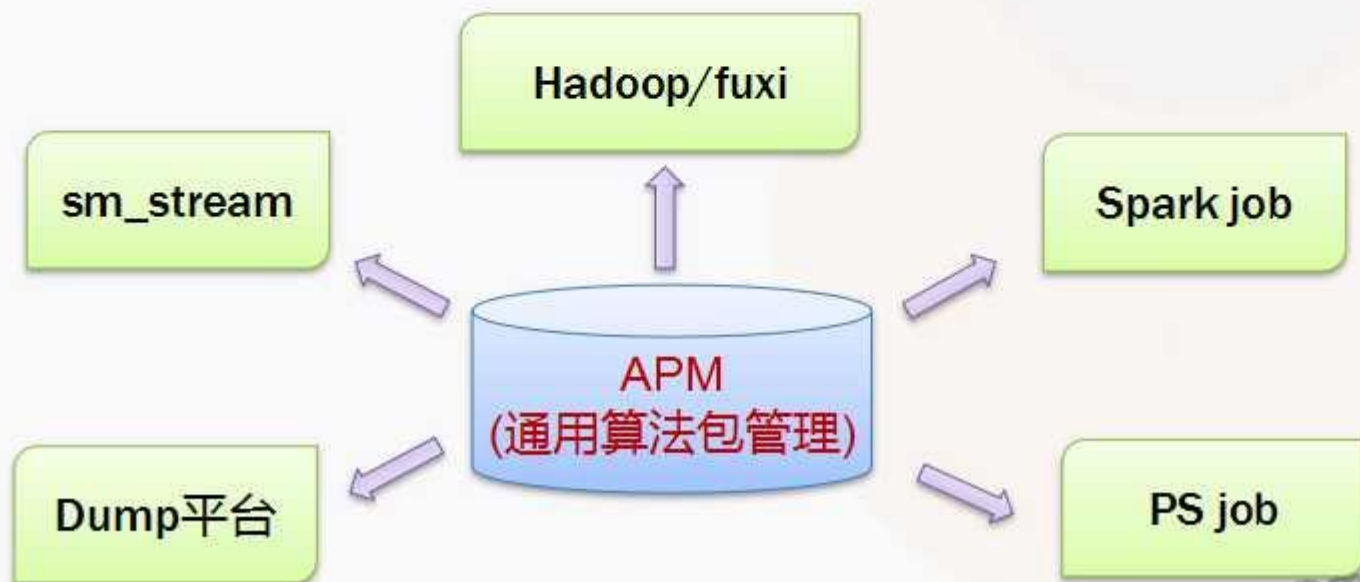 Hadoop/fuxi
sm_stream
Spark job
APM
(通用算法包管理)
Dump平台
PS job